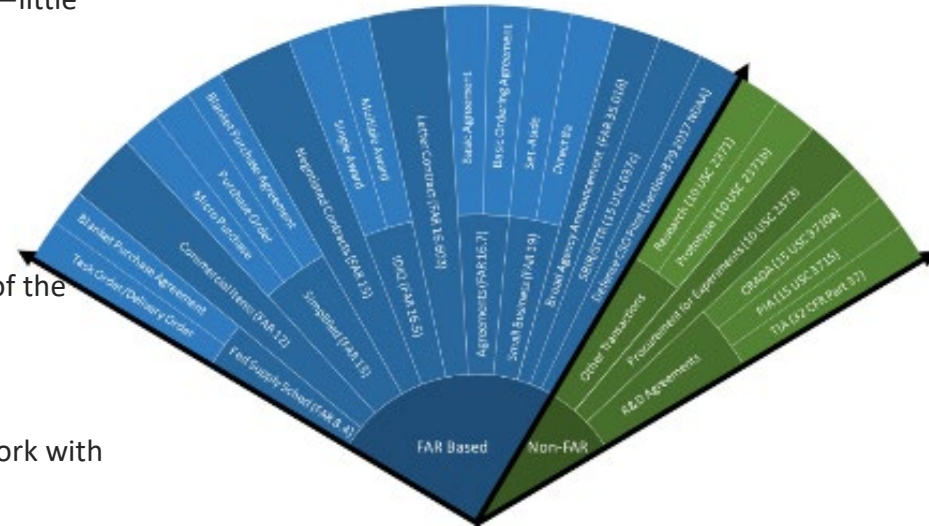 –little
of the
ork with
Task Order/Delivery Order
Blanket Purchase Agreement
Fed Supply Sched (FAR 8.4)
Commercial Items (FAR 12)
Micro Purchase
Purchase Order
Blanket Purchase Agreement
Simplified (FAR 13)
Negotiated Contracts (FAR 15)
Single Award
Multiple Award
IDIQ (FAR 16.5)
Letter Contract (FAR 16.603)
Basic Agreement
Basic Ordering Agreement
Agreements (FAR 16.7)
Set-Aside
Direct 8a
Small Business (FAR 19)
Broad Agency Announcement (FAR 35.016)
SBIR/STTR (15 USC 637c)
Defense CSO Pilot (Section 879 2017 NDAA)
FAR Based
Research (10 USC 2371)
Prototype (10 USC 2371b)
Other Transactions
Procurement for Experiments (10 USC 2373)
CRADA (15 USC 3710a)
PIA (15 USC 3715)
TIA (32 CFR Part 37)
R&D Agreements
Non-FAR